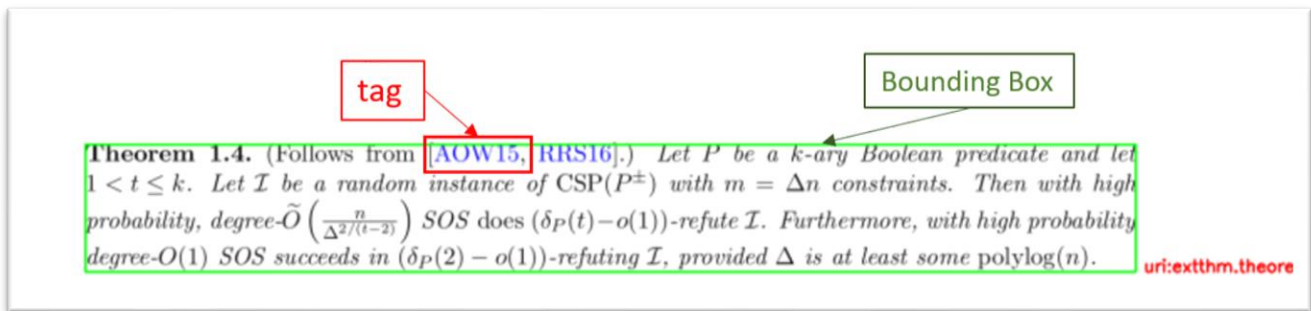 tag
Bounding Box
Theorem 1.4. (Follows from [AOW15, RRS16].) Let P be a k-ary Boolean predicate and let
1 < t ≤ k. Let ℐ be a random instance of CSP(P±) with m = Δn constraints. Then with high
probability, degree-Õ(n/Δ^{2/(t−2)}) SOS does (δ_P(t)−o(1))-refute ℐ. Furthermore, with high probability
degree-O(1) SOS succeeds in (δ_P(2) − o(1))-refuting ℐ, provided Δ is at least some polylog(n).
uri:extthm.theore